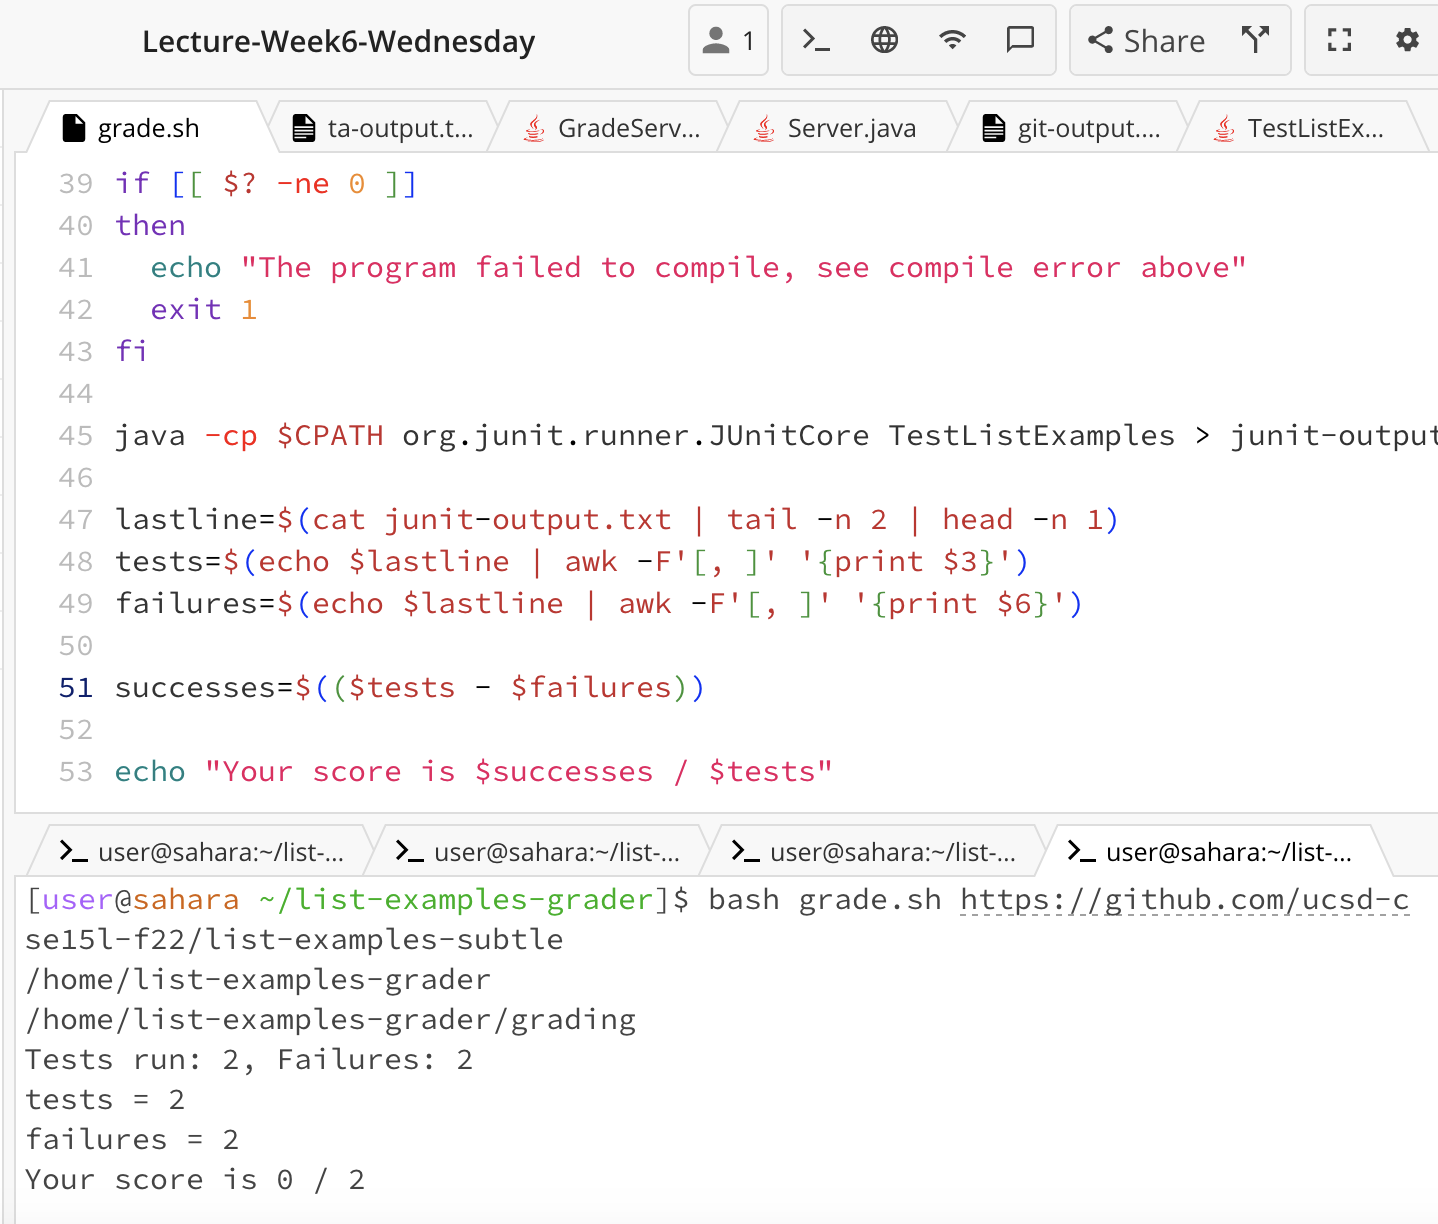 Lecture-Week6-Wednesday 1 Share
grade.sh ta-output.t... GradeServ... Server.java git-output.... TestListEx...
39 if [[ $? -ne 0 ]]
40 then
41   echo "The program failed to compile, see compile error above"
42   exit 1
43 fi
44
45 java -cp $CPATH org.junit.runner.JUnitCore TestListExamples > junit-output
46
47 lastline=$(cat junit-output.txt | tail -n 2 | head -n 1)
48 tests=$(echo $lastline | awk -F'[, ]' '{print $3}')
49 failures=$(echo $lastline | awk -F'[, ]' '{print $6}')
50
51 successes=$(($tests - $failures))
52
53 echo "Your score is $successes / $tests"
user@sahara:~/list-... user@sahara:~/list-... user@sahara:~/list-... user@sahara:~/list-...
[user@sahara ~/list-examples-grader]$ bash grade.sh https://github.com/ucsd-c
se15l-f22/list-examples-subtle
/home/list-examples-grader
/home/list-examples-grader/grading
Tests run: 2, Failures: 2
tests = 2
failures = 2
Your score is 0 / 2